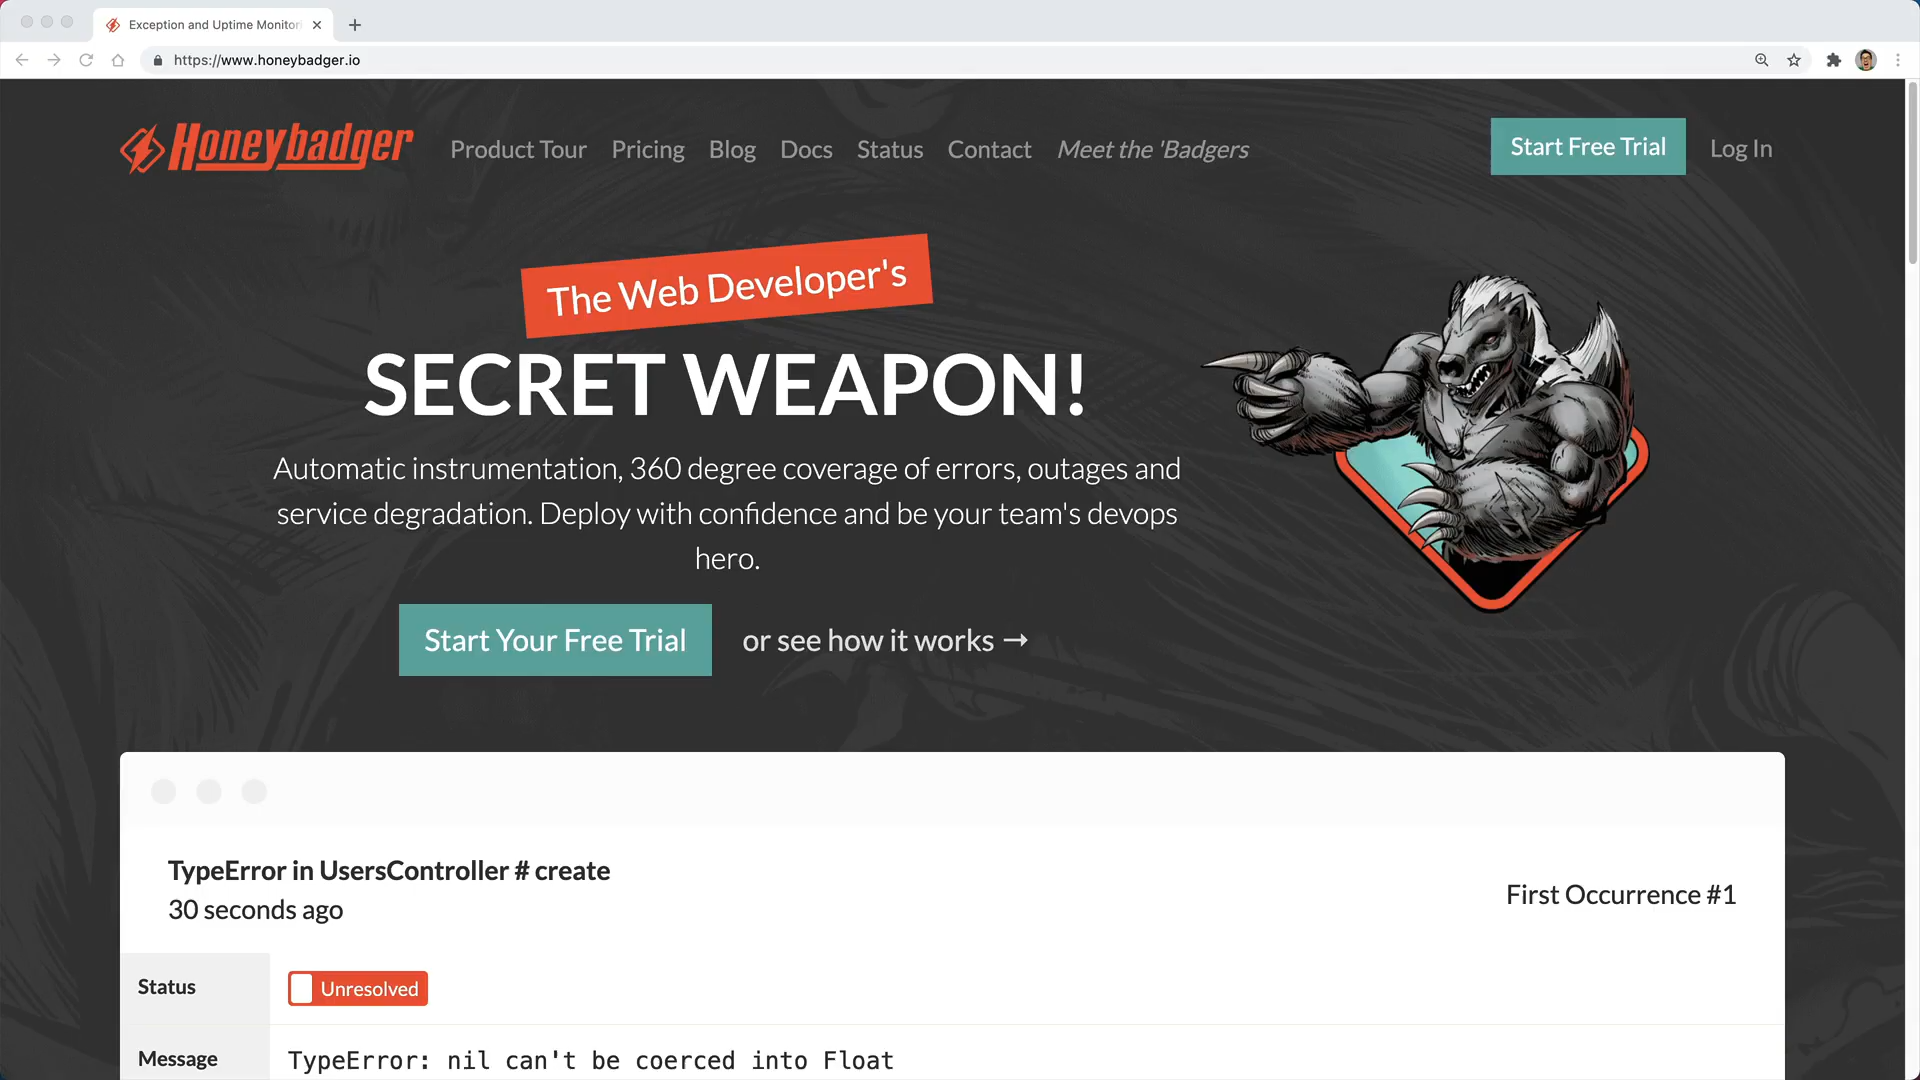 Exception and Uptime Monitor
https://www.honeybadger.io
Honeybadger
Product Tour
Pricing
Blog
Docs
Status
Contact
Meet the 'Badgers
Start Free Trial
Log In
The Web Developer's
SECRET WEAPON!
Automatic instrumentation, 360 degree coverage of errors, outages and
service degradation. Deploy with confidence and be your team's devops
hero.
Start Your Free Trial
or see how it works →
TypeError in UsersController # create
30 seconds ago
First Occurrence #1
Status
Unresolved
Message
TypeError: nil can't be coerced into Float